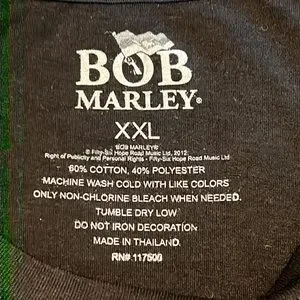 BOB
MARLEY®
XXL
BOB MARLEY®
© Fifty-Six Hope Road Music Ltd, 2012.
Right of Publicity and Personal Rights - Fifty-Six Hope Road Music Ltd
60% COTTON, 40% POLYESTER
MACHINE WASH COLD WITH LIKE COLORS
ONLY NON-CHLORINE BLEACH WHEN NEEDED.
TUMBLE DRY LOW
DO NOT IRON DECORATION
MADE IN THAILAND.
RN# 117500